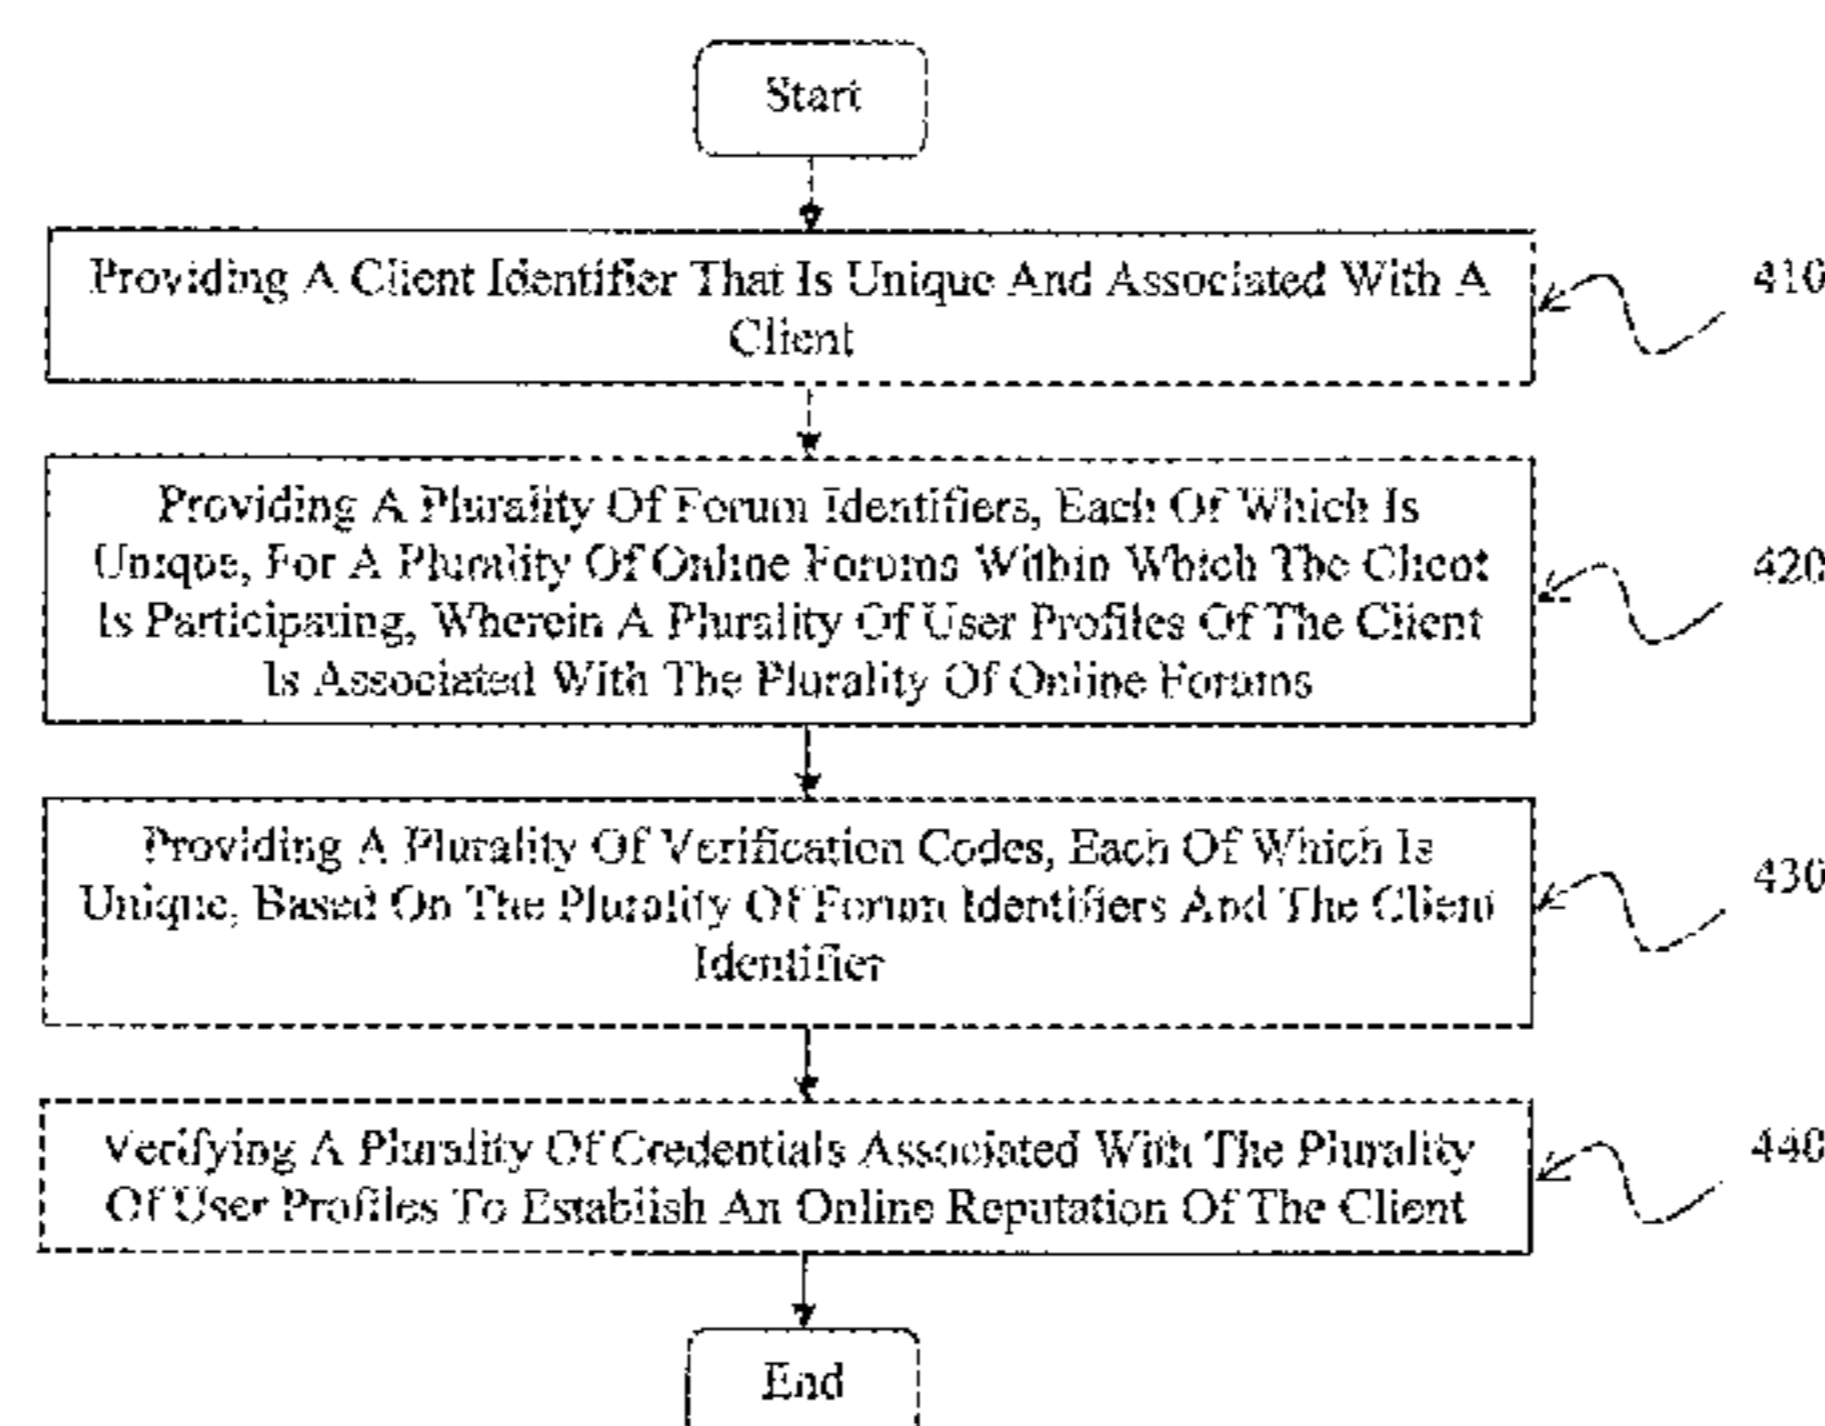 Start
Providing A Client Identifier That Is Unique And Associated With A
Client
410
Providing A Plurality Of Forum Identifiers, Each Of Which Is
Unique, For A Plurality Of Online Forums Within Which The Client
Is Participating, Wherein A Plurality Of User Profiles Of The Client
Is Associated With The Plurality Of Online Forums
420
Providing A Plurality Of Verification Codes, Each Of Which Is
Unique, Based On The Plurality Of Forum Identifiers And The Client
Identifier
430
Verifying A Plurality Of Credentials Associated With The Plurality
Of User Profiles To Establish An Online Reputation Of The Client
440
End